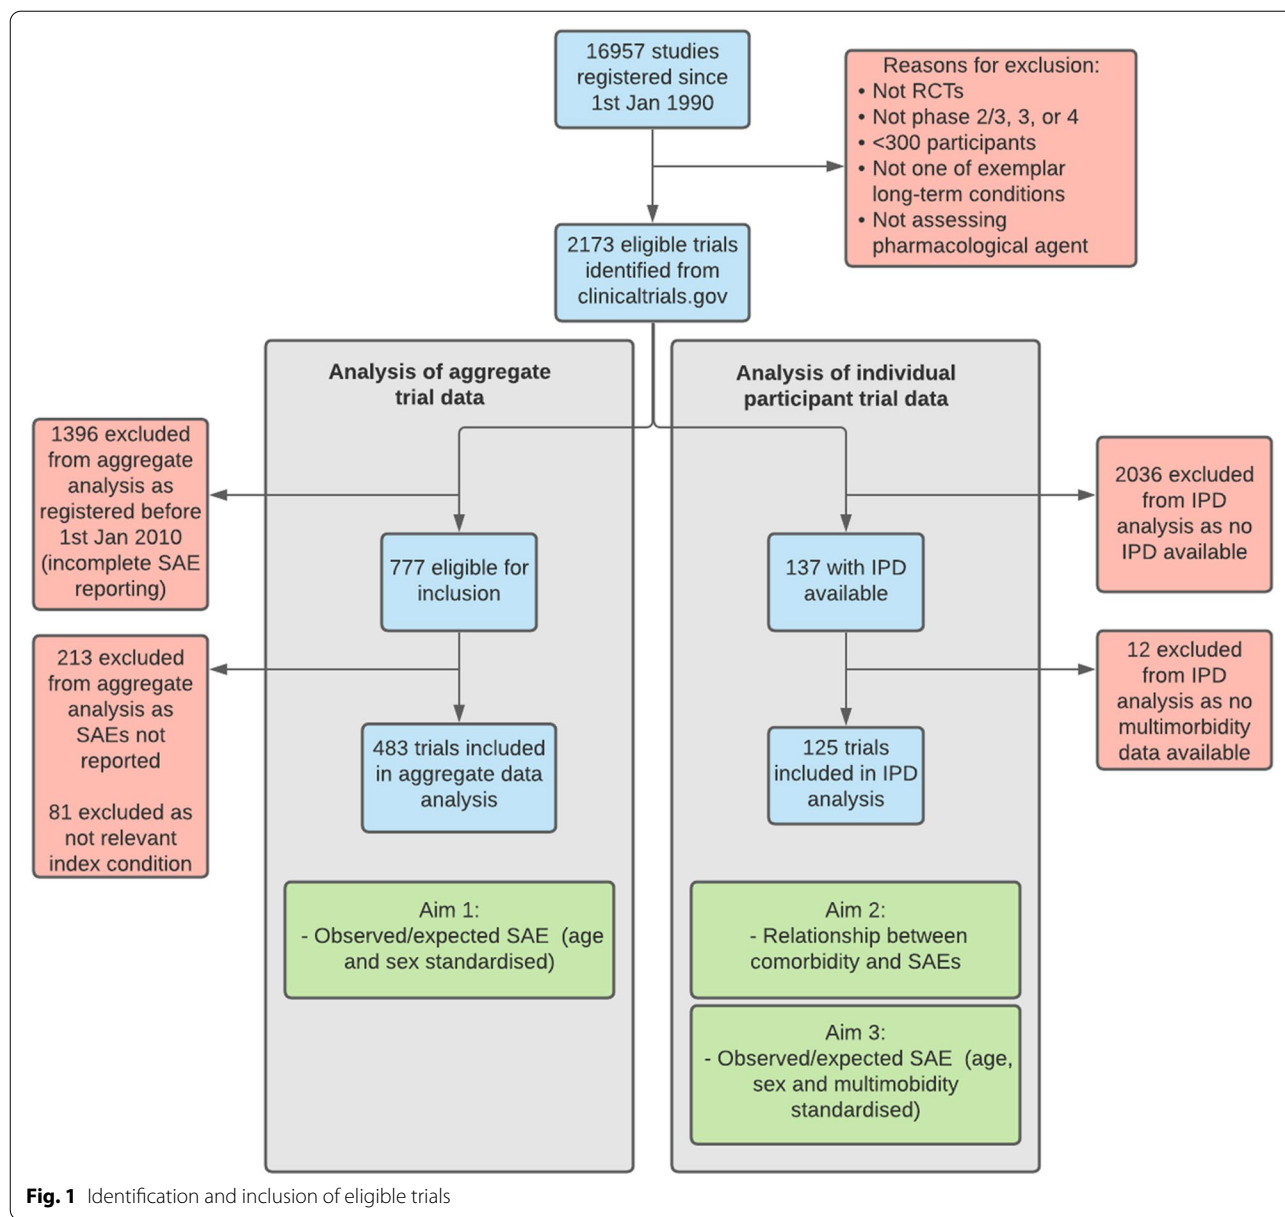 16957 studies
registered since
1st Jan 1990
Reasons for exclusion:
• Not RCTs
• Not phase 2/3, 3, or 4
• <300 participants
• Not one of exemplar
long-term conditions
• Not assessing
pharmacological agent
2173 eligible trials
identified from
clinicaltrials.gov
Analysis of aggregate
trial data
1396 excluded
from aggregate
analysis as
registered before
1st Jan 2010
(incomplete SAE
reporting)
777 eligible for
inclusion
213 excluded
from aggregate
analysis as
SAEs not
reported
81 excluded as
not relevant
index condition
483 trials included
in aggregate data
analysis
Aim 1:
- Observed/expected SAE (age
and sex standardised)
Analysis of individual
participant trial data
2036 excluded
from IPD
analysis as no
IPD available
137 with IPD
available
12 excluded
from IPD
analysis as no
multimorbidity
data available
125 trials
included in IPD
analysis
Aim 2:
- Relationship between
comorbidity and SAEs
Aim 3:
- Observed/expected SAE (age,
sex and multimobidity
standardised)
Fig. 1 Identification and inclusion of eligible trials